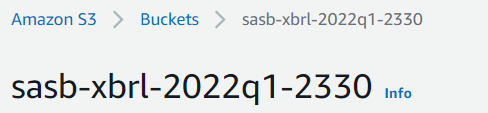 Amazon S3 > Buckets > sasb-xbrl-2022q1-2330
sasb-xbrl-2022q1-2330 Info